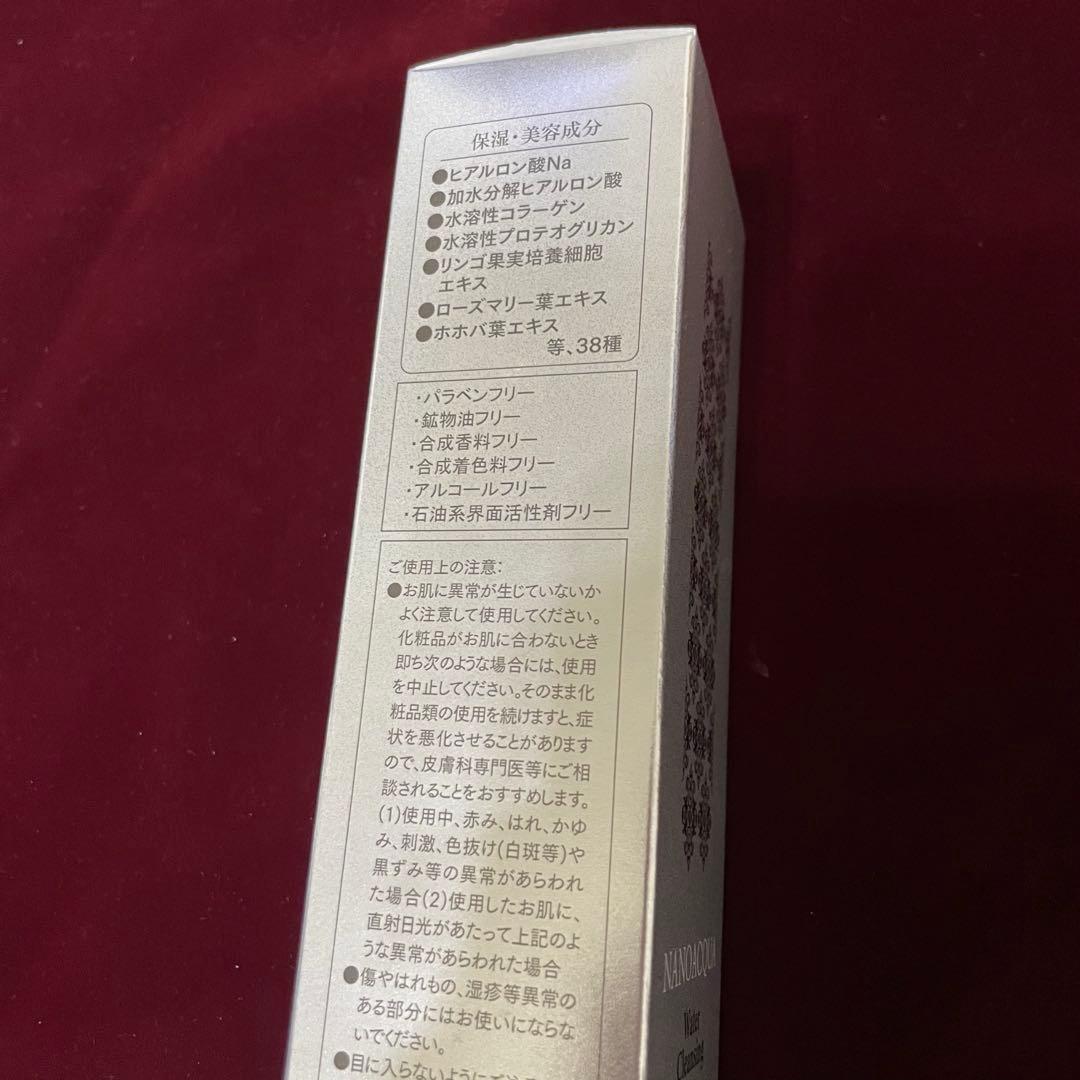 保湿・美容成分
●ヒアルロン酸Na
●加水分解ヒアルロン酸
●水溶性コラーゲン
●水溶性プロテオグリカン
●リンゴ果実培養細胞
エキス
●ローズマリー葉エキス
●ホホバ葉エキス
等、38種
・パラベンフリー
・鉱物油フリー
・合成香料フリー
・合成着色料フリー
・アルコールフリー
・石油系界面活性剤フリー
ご使用上の注意:
●お肌に異常が生じていないか
よく注意して使用してください。
化粧品がお肌に合わないとき
即ち次のような場合には、使用
を中止してください。そのまま化
粧品類の使用を続けますと、症
状を悪化させることがあります
ので、皮膚科専門医等にご相
談されることをおすすめします。
(1)使用中、赤み、はれ、かゆ
み、刺激、色抜け(白斑等)や
黒ずみ等の異常があらわれ
た場合(2)使用したお肌に、
直射日光があたって上記のよ
うな異常があらわれた場合
●傷やはれもの、湿疹等異常の
ある部分にはお使いにならな
いでください。
●目に入らないように
NANOACQUA
Water
Cleansing